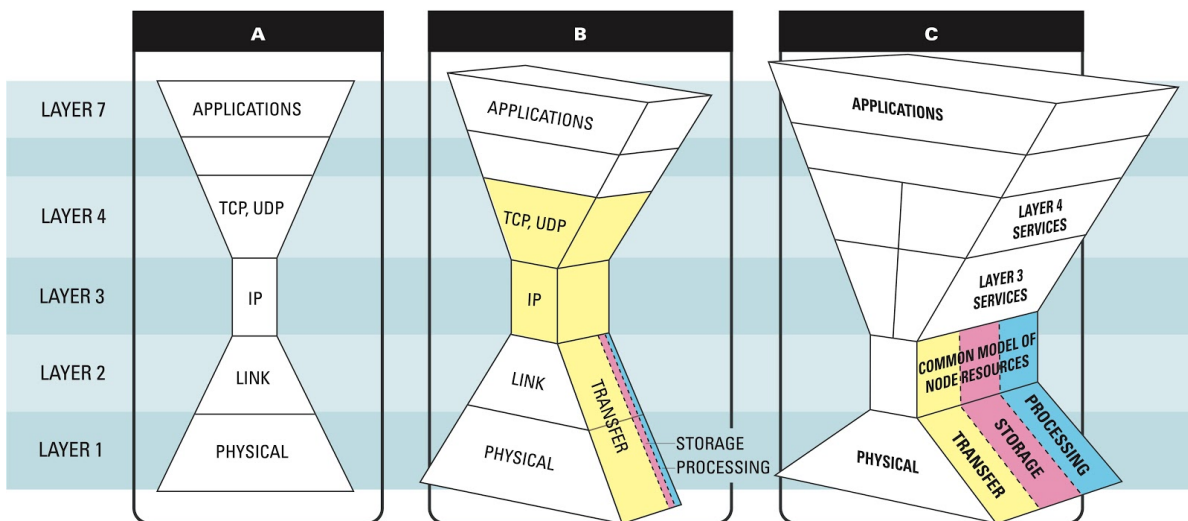 A
B
C
LAYER 7
LAYER 4
LAYER 3
LAYER 2
LAYER 1
APPLICATIONS
TCP, UDP
IP
LINK
PHYSICAL
APPLICATIONS
TCP, UDP
IP
LINK
PHYSICAL
TRANSFER
STORAGE
PROCESSING
APPLICATIONS
LAYER 4
SERVICES
LAYER 3
SERVICES
COMMON MODEL OF
NODE RESOURCES
PHYSICAL
TRANSFER
STORAGE
PROCESSING